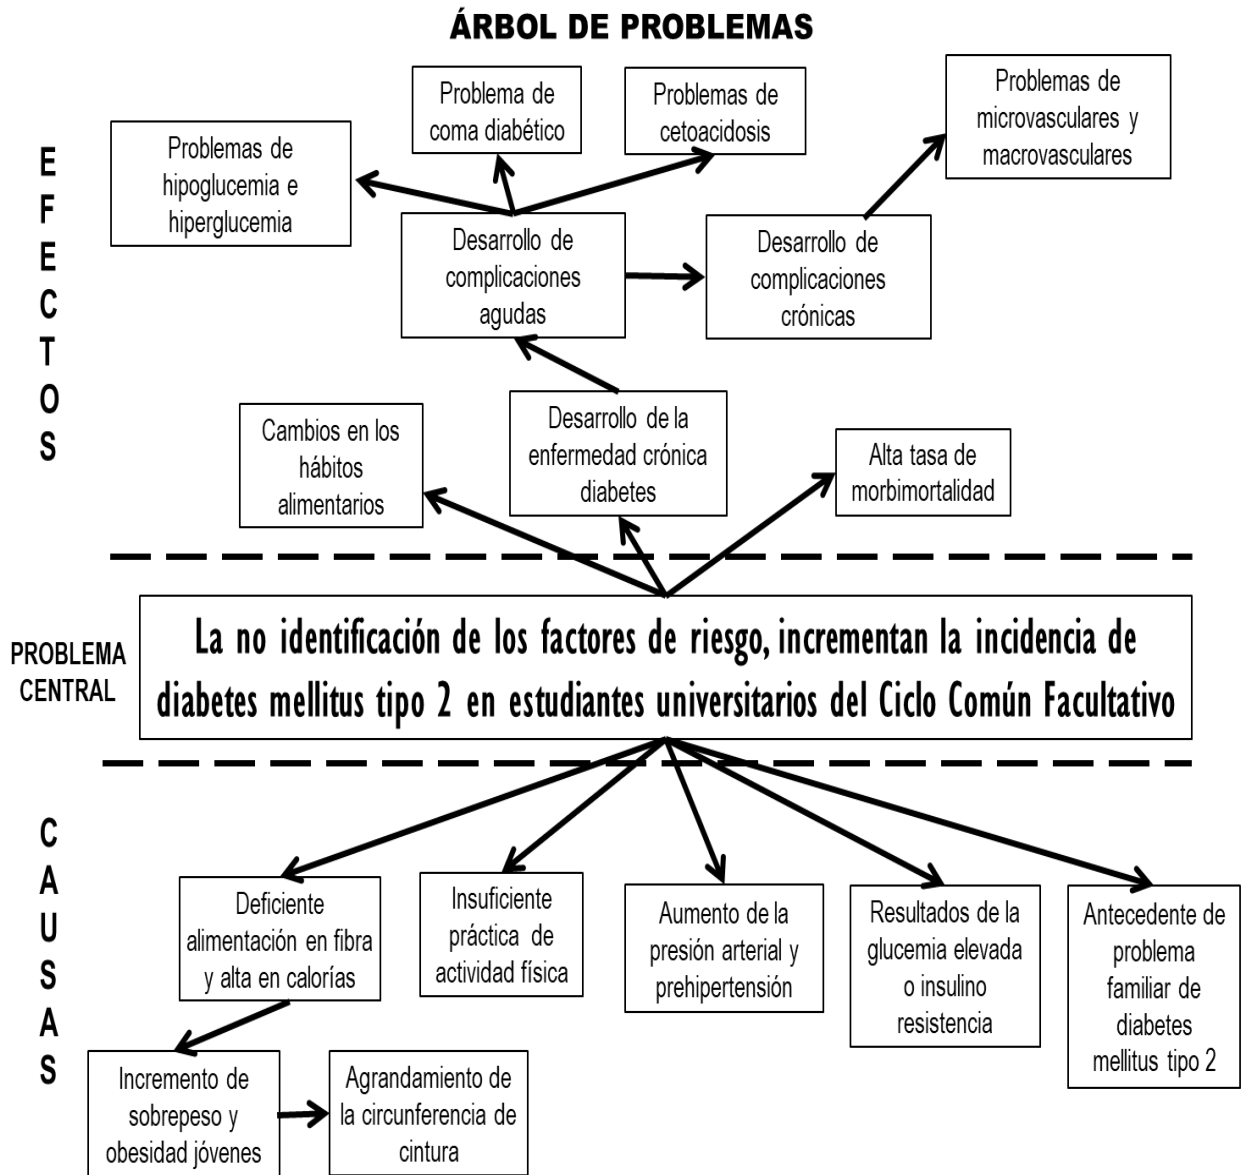 ÁRBOL DE PROBLEMAS
EFECTOS
Problemas de
hipoglucemia e
hiperglucemia
Problema de
coma diabético
Problemas de
cetoacidosis
Problemas de
microvasculares y
macrovasculares
Desarrollo de
complicaciones
agudas
Desarrollo de
complicaciones
crónicas
Cambios en los
hábitos
alimentarios
Desarrollo de la
enfermedad crónica
diabetes
Alta tasa de
morbimortalidad
PROBLEMA
CENTRAL
La no identificación de los factores de riesgo, incrementan la incidencia de
diabetes mellitus tipo 2 en estudiantes universitarios del Ciclo Común Facultativo
CAUSAS
Deficiente
alimentación en fibra
y alta en calorías
Insuficiente
práctica de
actividad física
Aumento de la
presión arterial y
prehipertensión
Resultados de la
glucemia elevada
o insulino
resistencia
Antecedente de
problema
familiar de
diabetes
mellitus tipo 2
Incremento de
sobrepeso y
obesidad jóvenes
Agrandamiento de
la circunferencia de
cintura